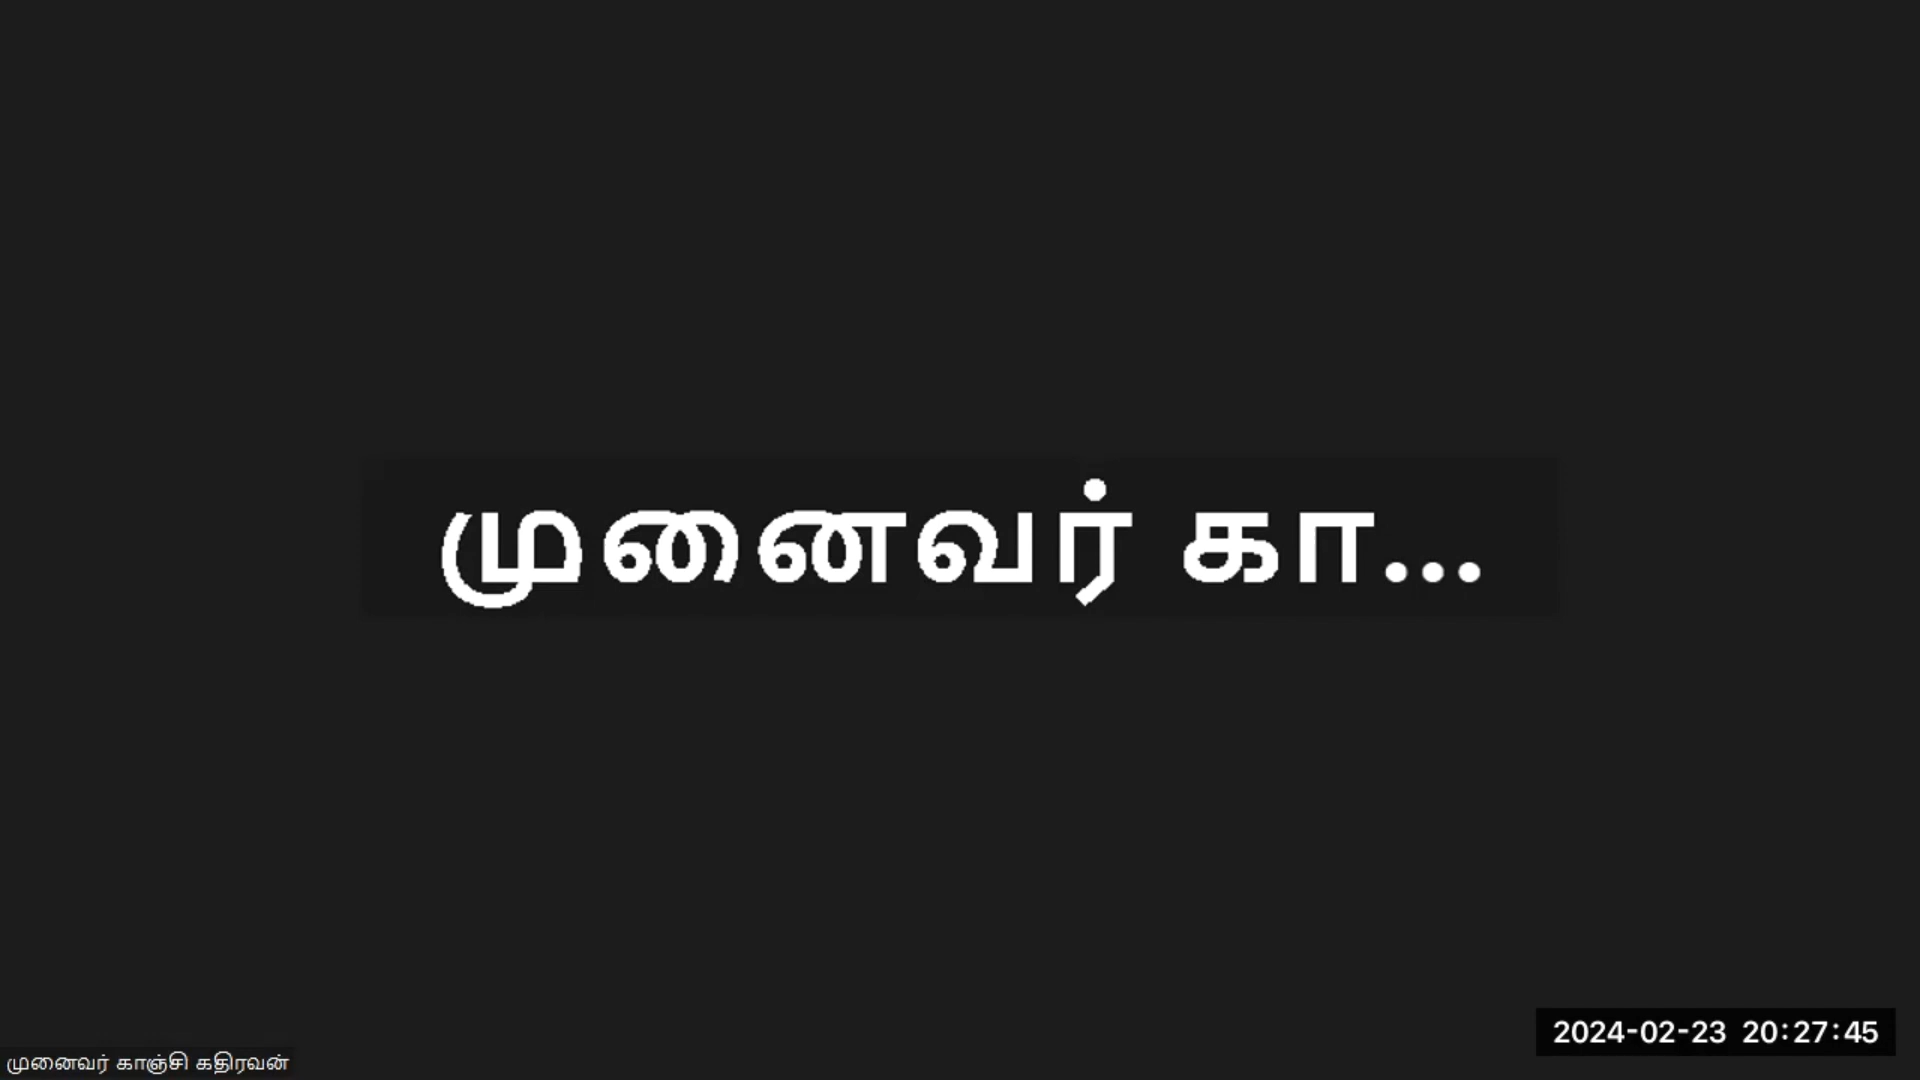 முனைவர் கா...
2024-02-23 20:27:45
முனைவர் காஞ்சி கதிரவன்